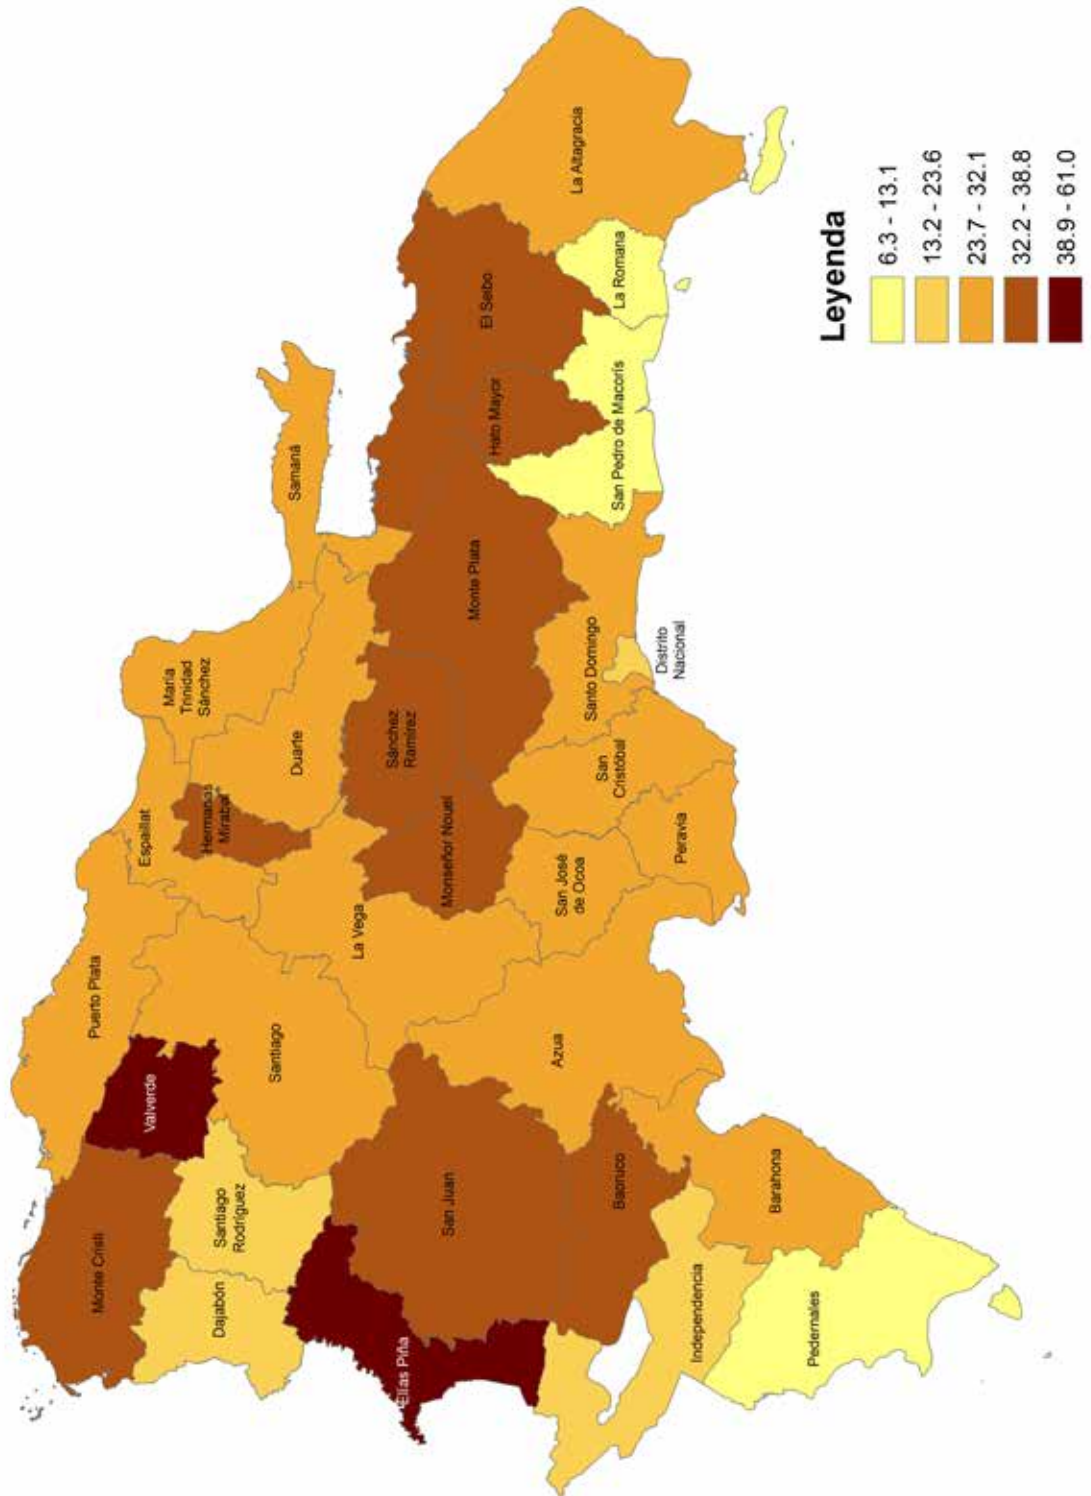 Puerto Plata
Espaillat
María
Trinidad
Sánchez
Samaná
Monte Cristi
Valverde
Hermanas
Mirabal
Duarte
Dajabón
Santiago
Rodríguez
Santiago
La Vega
Sánchez
Ramírez
Elías Piña
San Juan
Monseñor Nouel
Monte Plata
Hato Mayor
El Seibo
La Altagracia
Azua
San José
de Ocoa
San
Cristóbal
Santo Domingo
San Pedro de Macorís
La Romana
Baoruco
Peravia
Distrito
Nacional
Independencia
Barahona
Pedernales
Leyenda
6.3 - 13.1
13.2 - 23.6
23.7 - 32.1
32.2 - 38.8
38.9 - 61.0